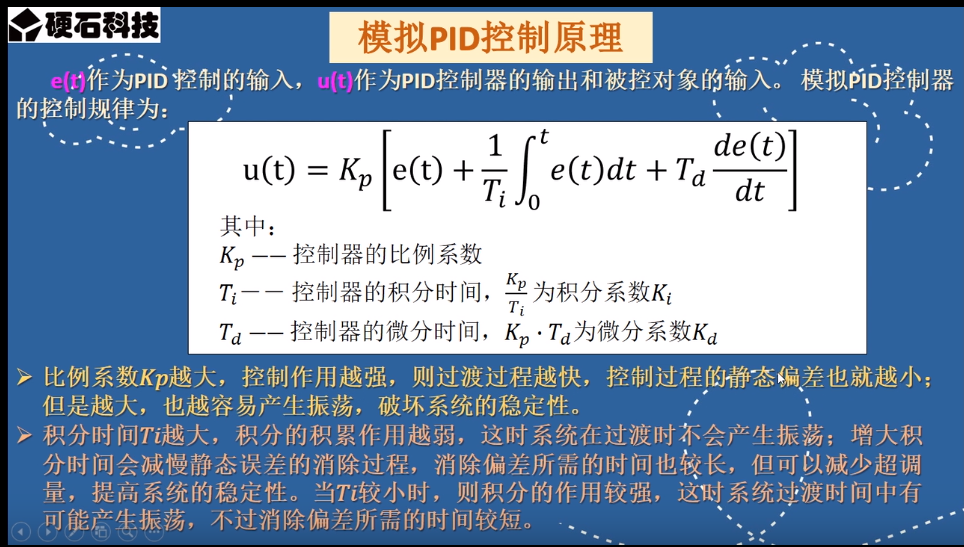 硬石科技
模拟PID控制原理
e(t)作为PID 控制的输入，u(t)作为PID控制器的输出和被控对象的输入。 模拟PID控制器
的控制规律为：
u(t) = K_p [e(t) + \frac{1}{T_i} \int_0^t e(t)dt + T_d \frac{de(t)}{dt}]
其中：
K_p —— 控制器的比例系数
T_i—— 控制器的积分时间，\frac{K_p}{T_i} 为积分系数K_i
T_d —— 控制器的微分时间，K_p · T_d为微分系数K_d
➢ 比例系数Kp越大，控制作用越强，则过渡过程越快，控制过程的静态偏差也就越小；
但是越大，也越容易产生振荡，破坏系统的稳定性。
➢ 积分时间Ti越大，积分的积累作用越弱，这时系统在过渡时不会产生振荡；增大积
分时间会减慢静态误差的消除过程，消除偏差所需的时间也较长，但可以减少超调
量，提高系统的稳定性。当Ti较小时，则积分的作用较强，这时系统过渡时间中有
可能产生振荡，不过消除偏差所需的时间较短。